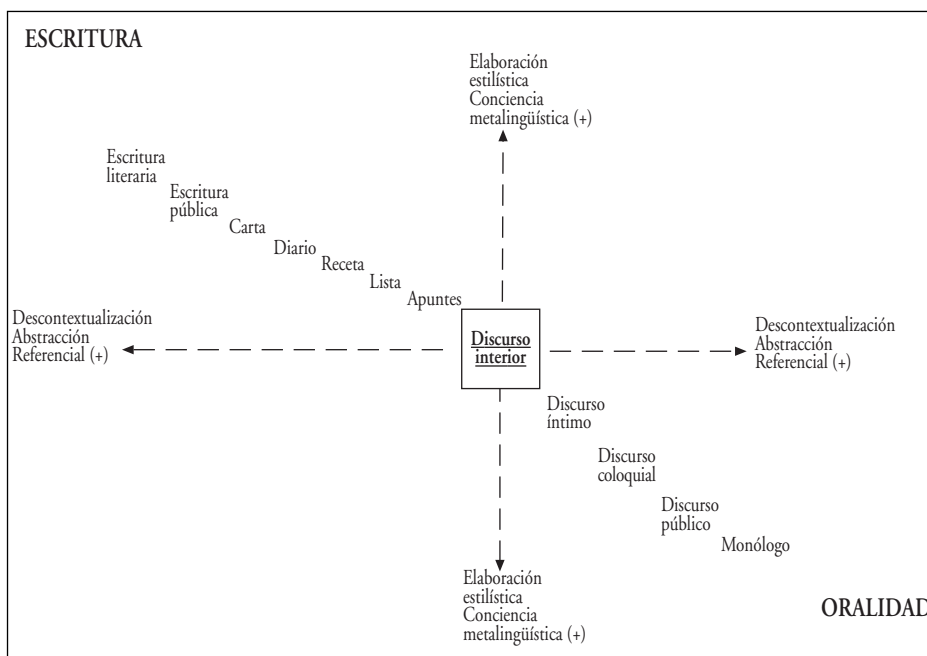 ESCRITURA
Elaboración
estilística
Conciencia
metalingüística (+)
Escritura
literaria
Escritura
pública
Carta
Diario
Receta
Lista
Apuntes
Descontextualización
Abstracción
Referencial (+)
Discurso
interior
Descontextualización
Abstracción
Referencial (+)
Discurso
íntimo
Discurso
coloquial
Discurso
público
Monólogo
Elaboración
estilística
Conciencia
metalingüística (+)
ORALIDAD